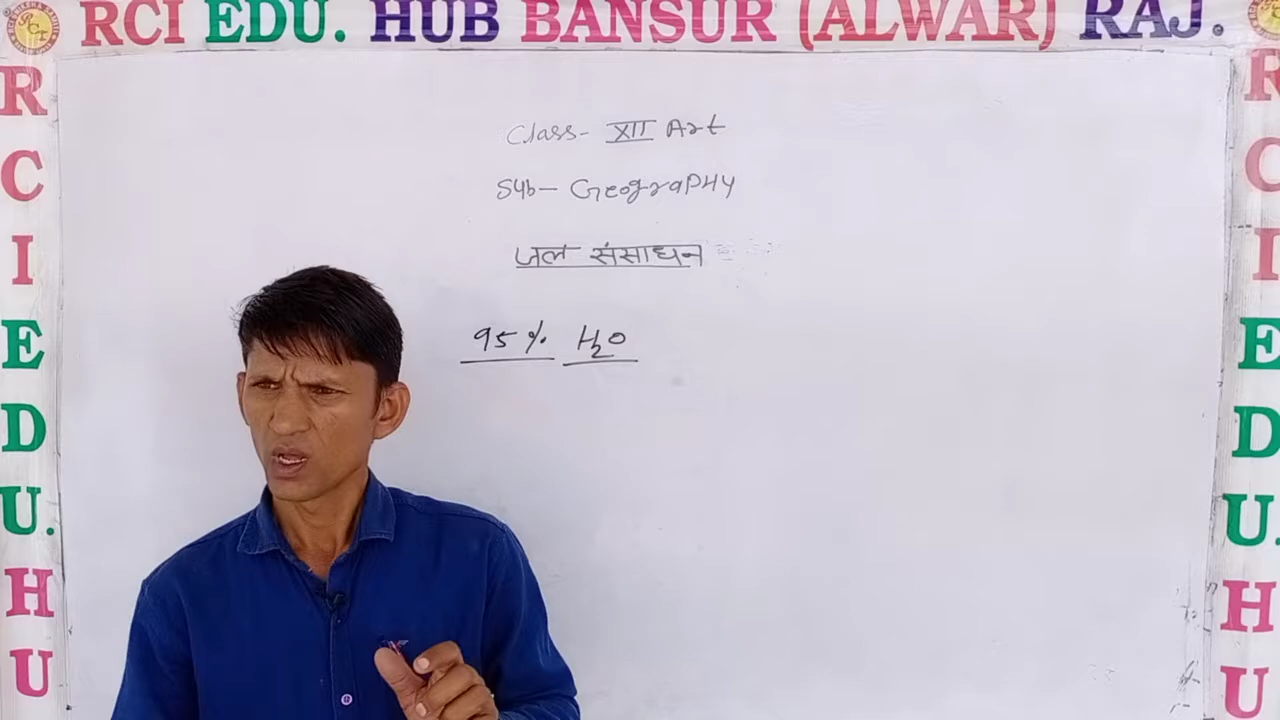 RCI EDU. HUB BANSUR (ALWAR) RAJ.
Class- XII Art
Sub- Geography
जल संसाधन
95% H2O
R C I E D U. H U
R C I E D U. H U